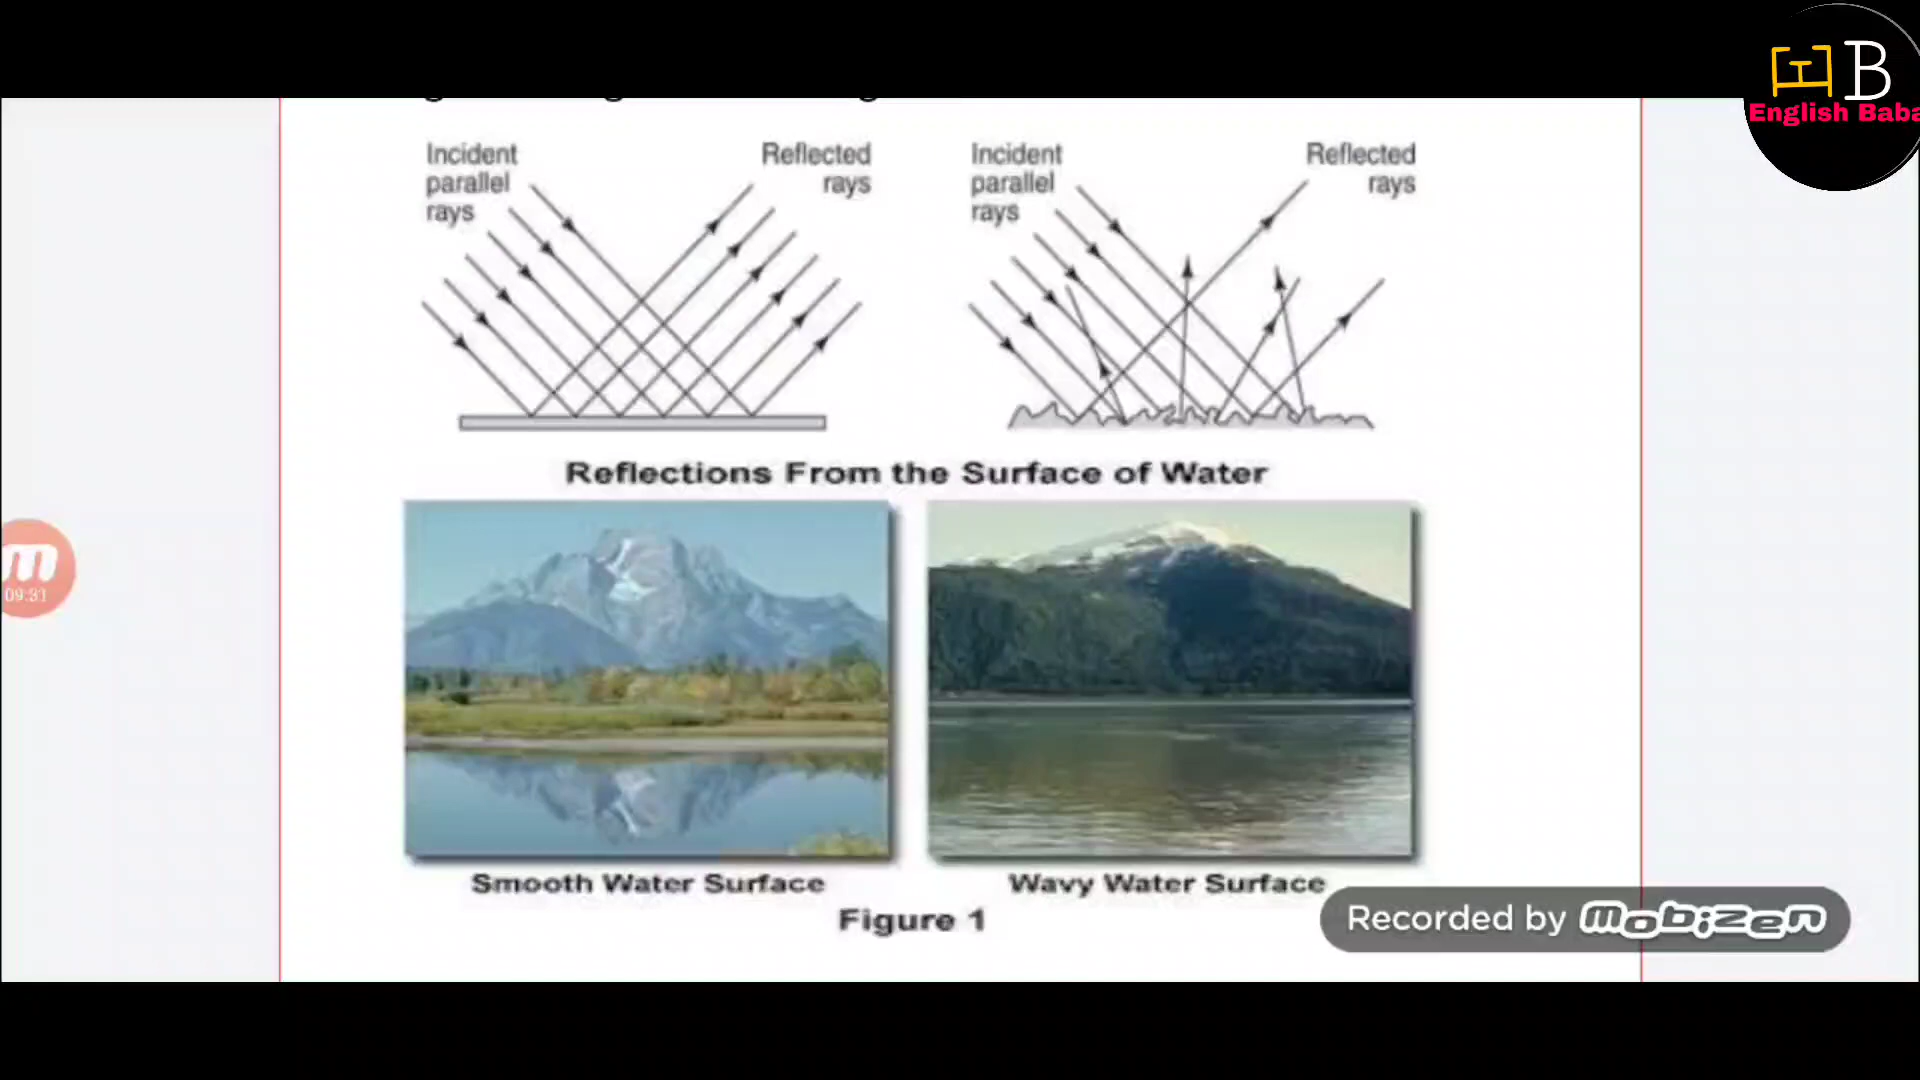 HB
English Baba
Incident
parallel
rays
Reflected
rays
Incident
parallel
rays
Reflected
rays
Reflections From the Surface of Water
Smooth Water Surface
Wavy Water Surface
Figure 1
m
09:31
Recorded by mobizen